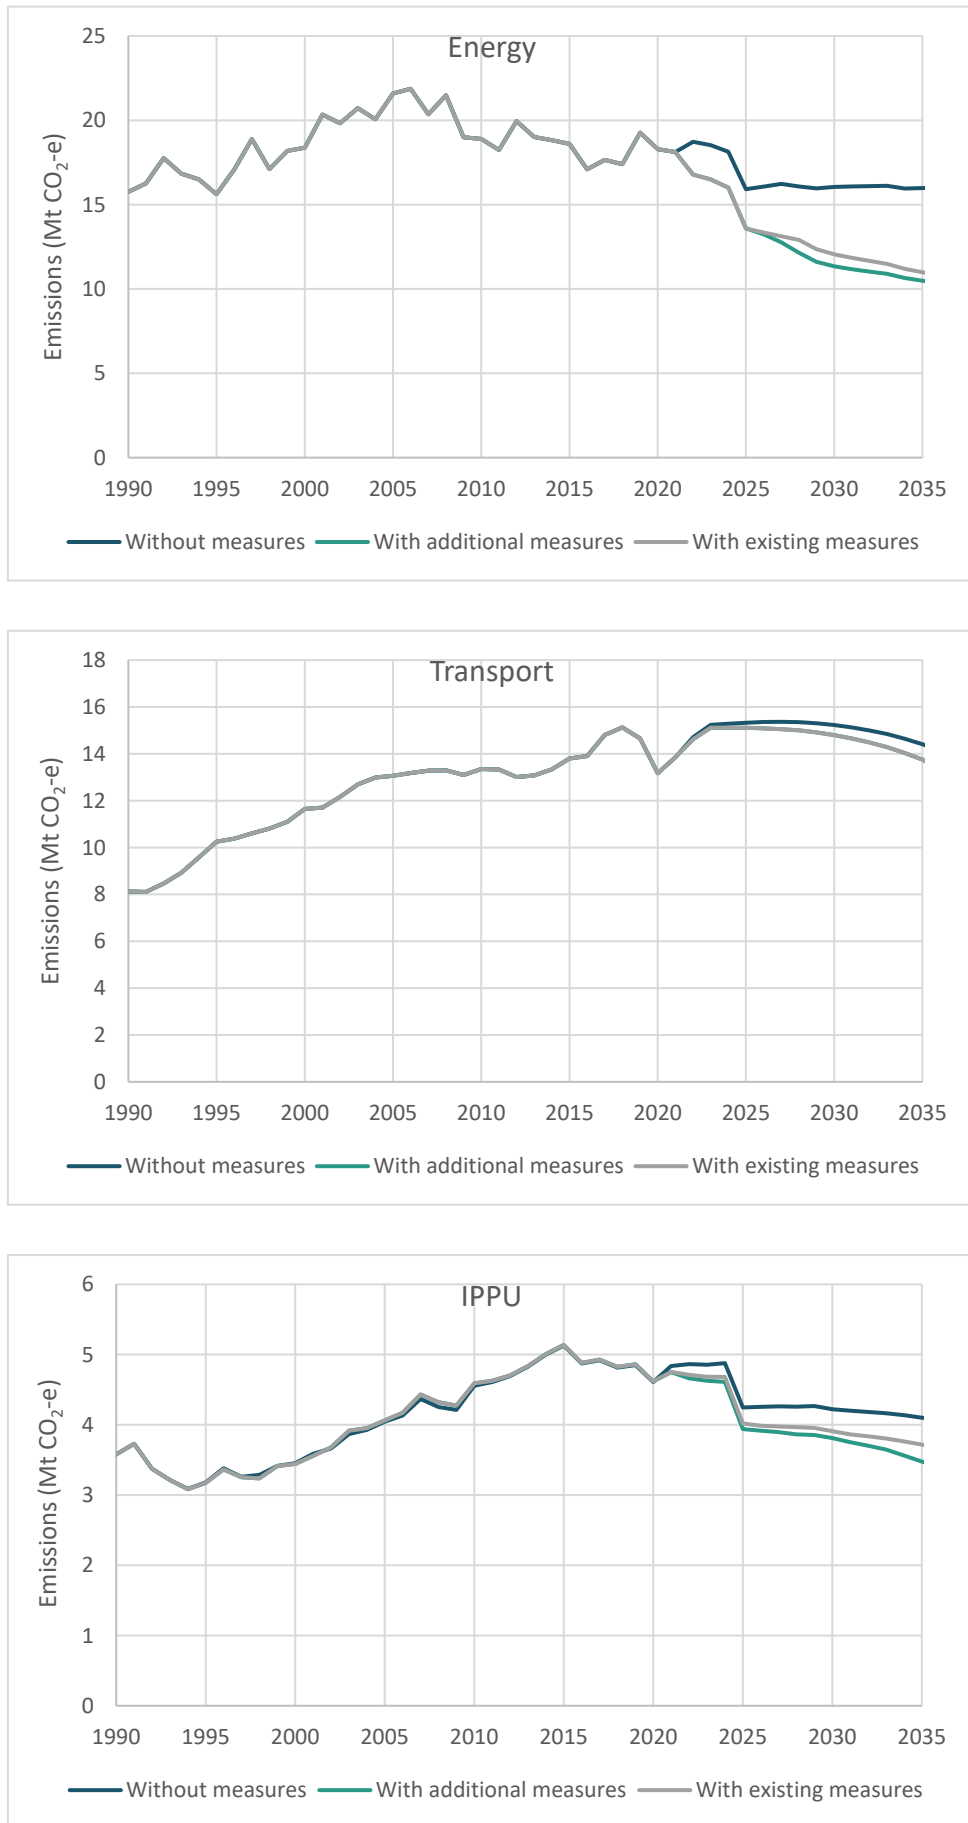 Energy
Emissions (Mt CO₂-e)
25
20
15
10
5
0
1990 1995 2000 2005 2010 2015 2020 2025 2030 2035
Without measures With additional measures With existing measures
Transport
Emissions (Mt CO₂-e)
18
16
14
12
10
8
6
4
2
0
1990 1995 2000 2005 2010 2015 2020 2025 2030 2035
Without measures With additional measures With existing measures
IPPU
Emissions (Mt CO₂-e)
6
5
4
3
2
1
0
1990 1995 2000 2005 2010 2015 2020 2025 2030 2035
Without measures With additional measures With existing measures